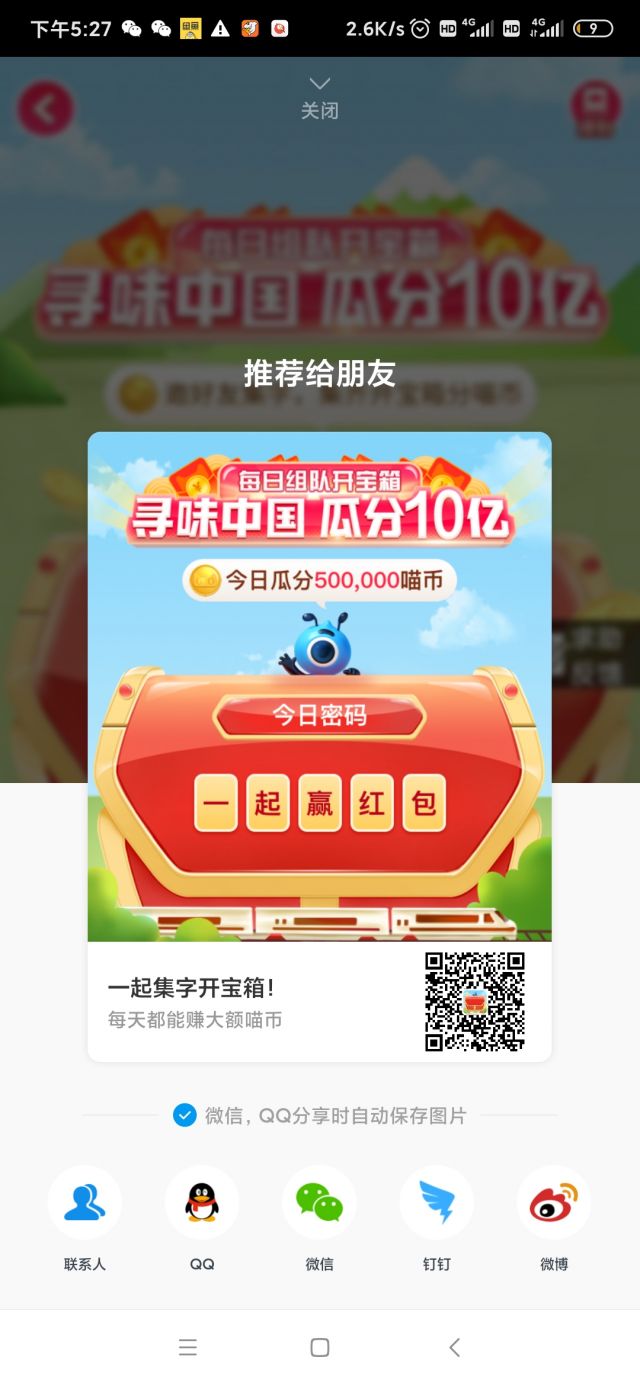 下午5:27
2.6K/s
HD
4G
HD
4G
9
关闭
每日组队开宝箱
寻味中国 瓜分10亿
推荐给朋友
每日组队开宝箱
寻味中国 瓜分10亿
今日瓜分500,000喵币
今日密码
一起赢红包
一起集字开宝箱!
每天都能赚大额喵币
微信，QQ分享时自动保存图片
联系人
QQ
微信
钉钉
微博